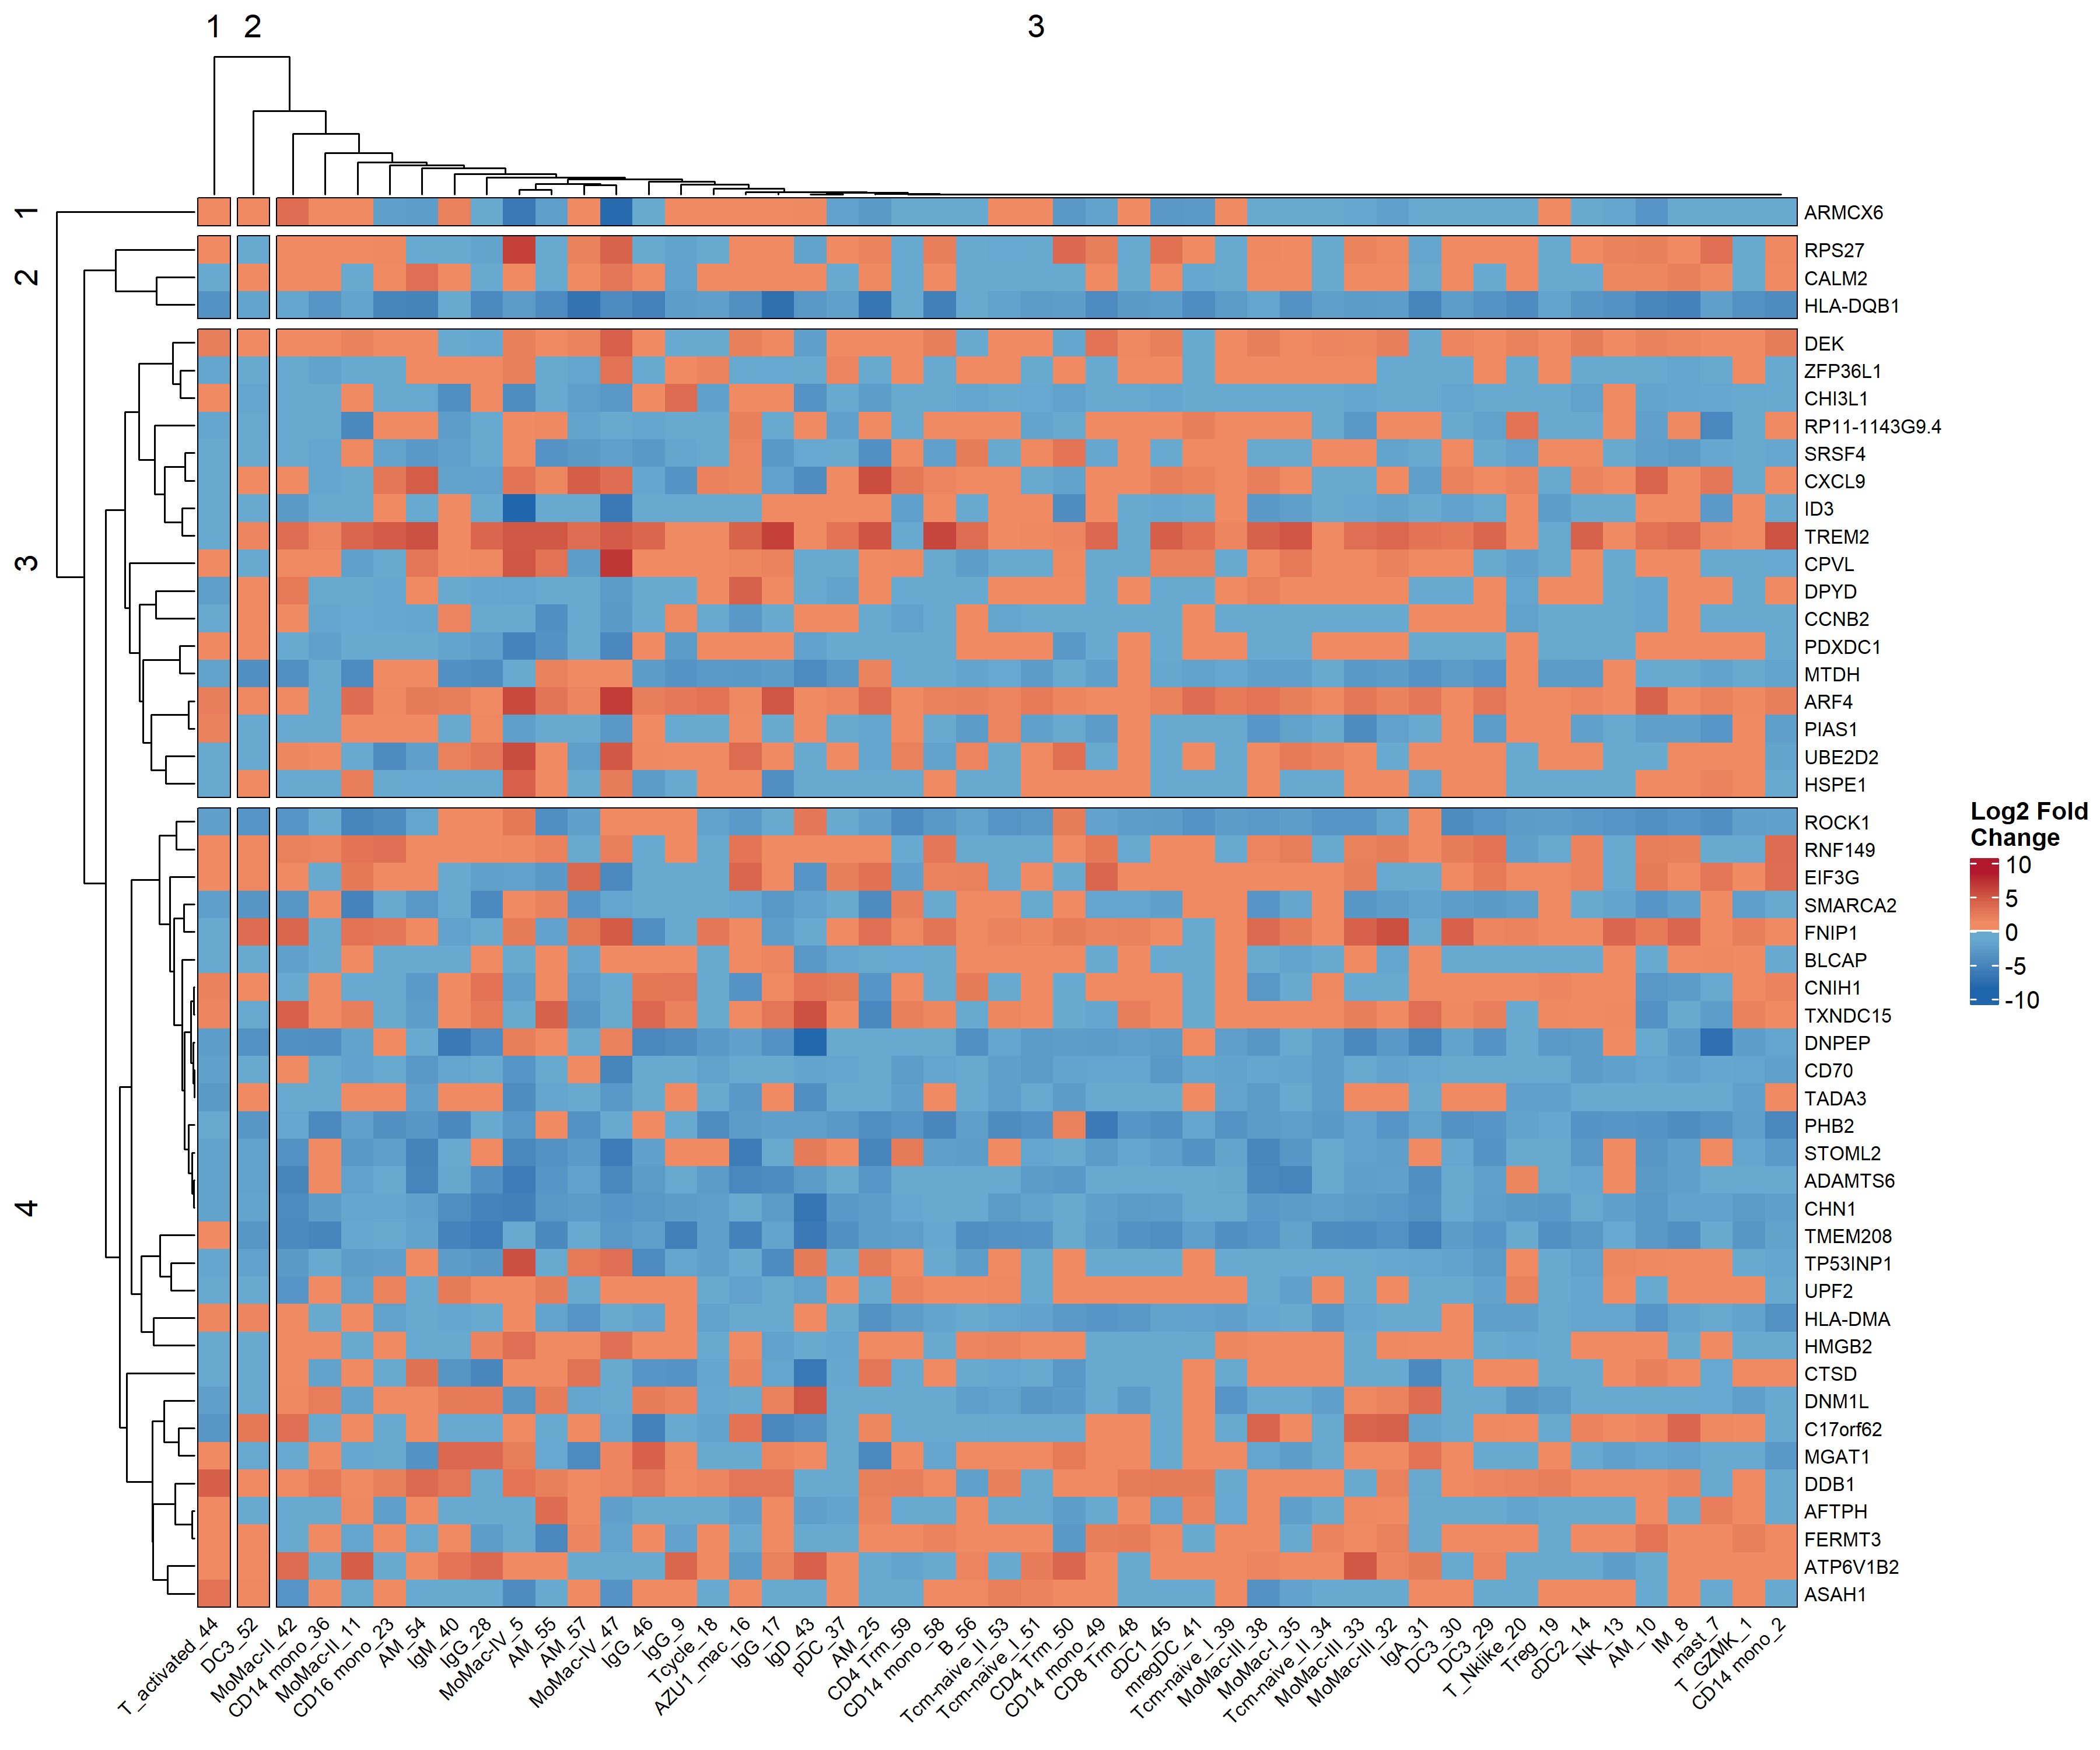 1 2 3
1
ARMCX6
2
RPS27
CALM2
HLA-DQB1
3
DEK
ZFP36L1
CHI3L1
RP11-1143G9.4
SRSF4
CXCL9
ID3
TREM2
CPVL
DPYD
CCNB2
PDXDC1
MTDH
ARF4
PIAS1
UBE2D2
HSPE1
4
ROCK1
RNF149
EIF3G
SMARCA2
FNIP1
BLCAP
CNIH1
TXNDC15
DNPEP
CD70
TADA3
PHB2
STOML2
ADAMTS6
CHN1
TMEM208
TP53INP1
UPF2
HLA-DMA
HMGB2
CTSD
DNM1L
C17orf62
MGAT1
DDB1
AFTPH
FERMT3
ATP6V1B2
ASAH1
Log2 Fold
Change
10
5
0
-5
-10
T_activated_44
DC3_52
MoMac-II_42
CD14 mono_36
MoMac-II_11
CD16 mono_23
AM_54
IgM_40
IgG_28
MoMac-IV_5
AM_55
AM_57
MoMac-IV_47
IgG_46
IgG_9
Tcycle_18
AZU1_mac_16
IgG_17
IgD_43
pDC_37
AM_25
CD4 Trm_59
CD14 mono_58
B_56
Tcm-naive_II_53
Tcm-naive_I_51
CD4 Trm_50
CD14 mono_49
CD8 Trm_48
cDC1_45
mregDC_41
Tcm-naive_I_39
MoMac-III_38
MoMac-I_35
Tcm-naive_II_34
MoMac-III_33
MoMac-III_32
IgA_31
DC3_30
DC3_29
T_Nklike_20
Treg_19
cDC2_14
NK_13
AM_10
IM_8
mast_7
T_GZMK_1
CD14 mono_2